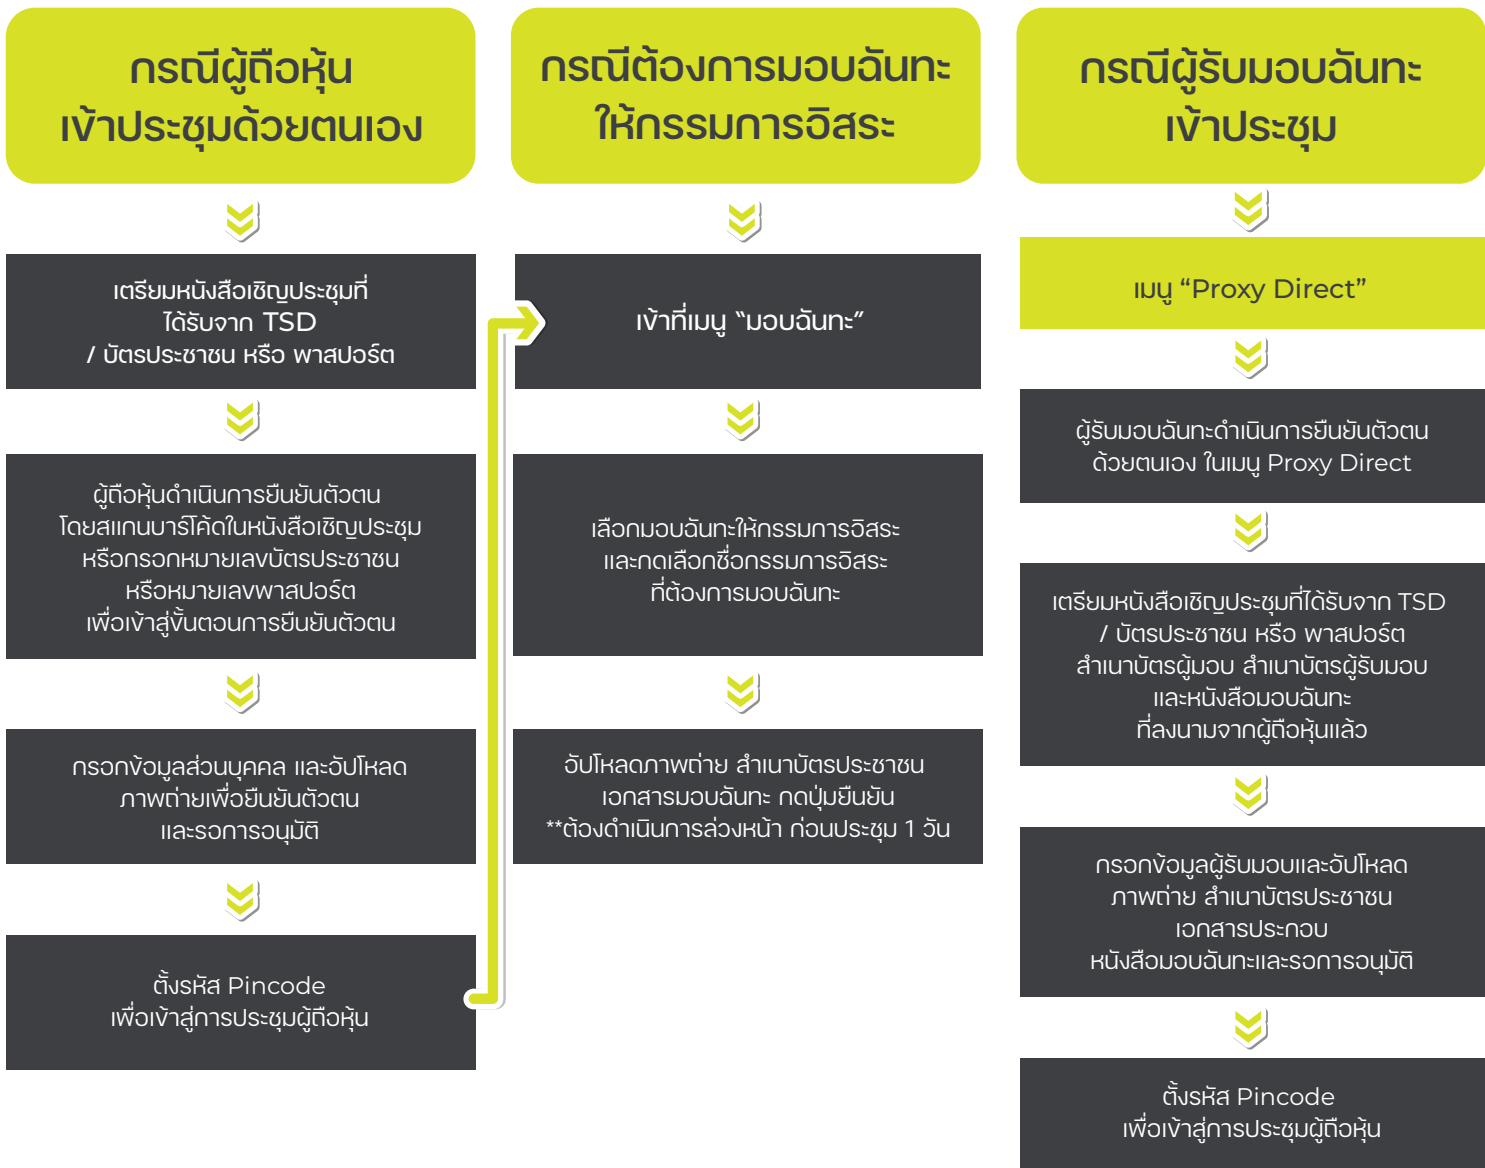 กรณีผู้ถือหุ้น
เข้าประชุมด้วยตนเอง
เตรียมหนังสือเชิญประชุมที่
ได้รับจาก TSD
/ บัตรประชาชน หรือ พาสปอร์ต
ผู้ถือหุ้นดำเนินการยืนยันตัวตน
โดยสแกนบาร์โค้ดในหนังสือเชิญประชุม
หรือกรอกหมายเลขบัตรประชาชน
หรือหมายเลขพาสปอร์ต
เพื่อเข้าสู่ขั้นตอนการยืนยันตัวตน
กรอกข้อมูลส่วนบุคคล และอัปโหลด
ภาพถ่ายเพื่อยืนยันตัวตน
และรอการอนุมัติ
ตั้งรหัส Pincode
เพื่อเข้าสู่การประชุมผู้ถือหุ้น
กรณีต้องการมอบฉันทะ
ให้กรรมการอิสระ
เข้าที่เมนู “มอบฉันทะ”
เลือกมอบฉันทะให้กรรมการอิสระ
และกดเลือกชื่อกรรมการอิสระ
ที่ต้องการมอบฉันทะ
อัปโหลดภาพถ่าย สำเนาบัตรประชาชน
เอกสารมอบฉันทะ กดปุ่มยืนยัน
**ต้องดำเนินการล่วงหน้า ก่อนประชุม 1 วัน
กรณีผู้รับมอบฉันทะ
เข้าประชุม
เมนู “Proxy Direct”
ผู้รับมอบฉันทะดำเนินการยืนยันตัวตน
ด้วยตนเอง ในเมนู Proxy Direct
เตรียมหนังสือเชิญประชุมที่ได้รับจาก TSD
/ บัตรประชาชน หรือ พาสปอร์ต
สำเนาบัตรผู้มอบ สำเนาบัตรผู้รับมอบ
และหนังสือมอบฉันทะ
ที่ลงนามจากผู้ถือหุ้นแล้ว
กรอกข้อมูลผู้รับมอบและอัปโหลด
ภาพถ่าย สำเนาบัตรประชาชน
เอกสารประกอบ
หนังสือมอบฉันทะและรอการอนุมัติ
ตั้งรหัส Pincode
เพื่อเข้าสู่การประชุมผู้ถือหุ้น